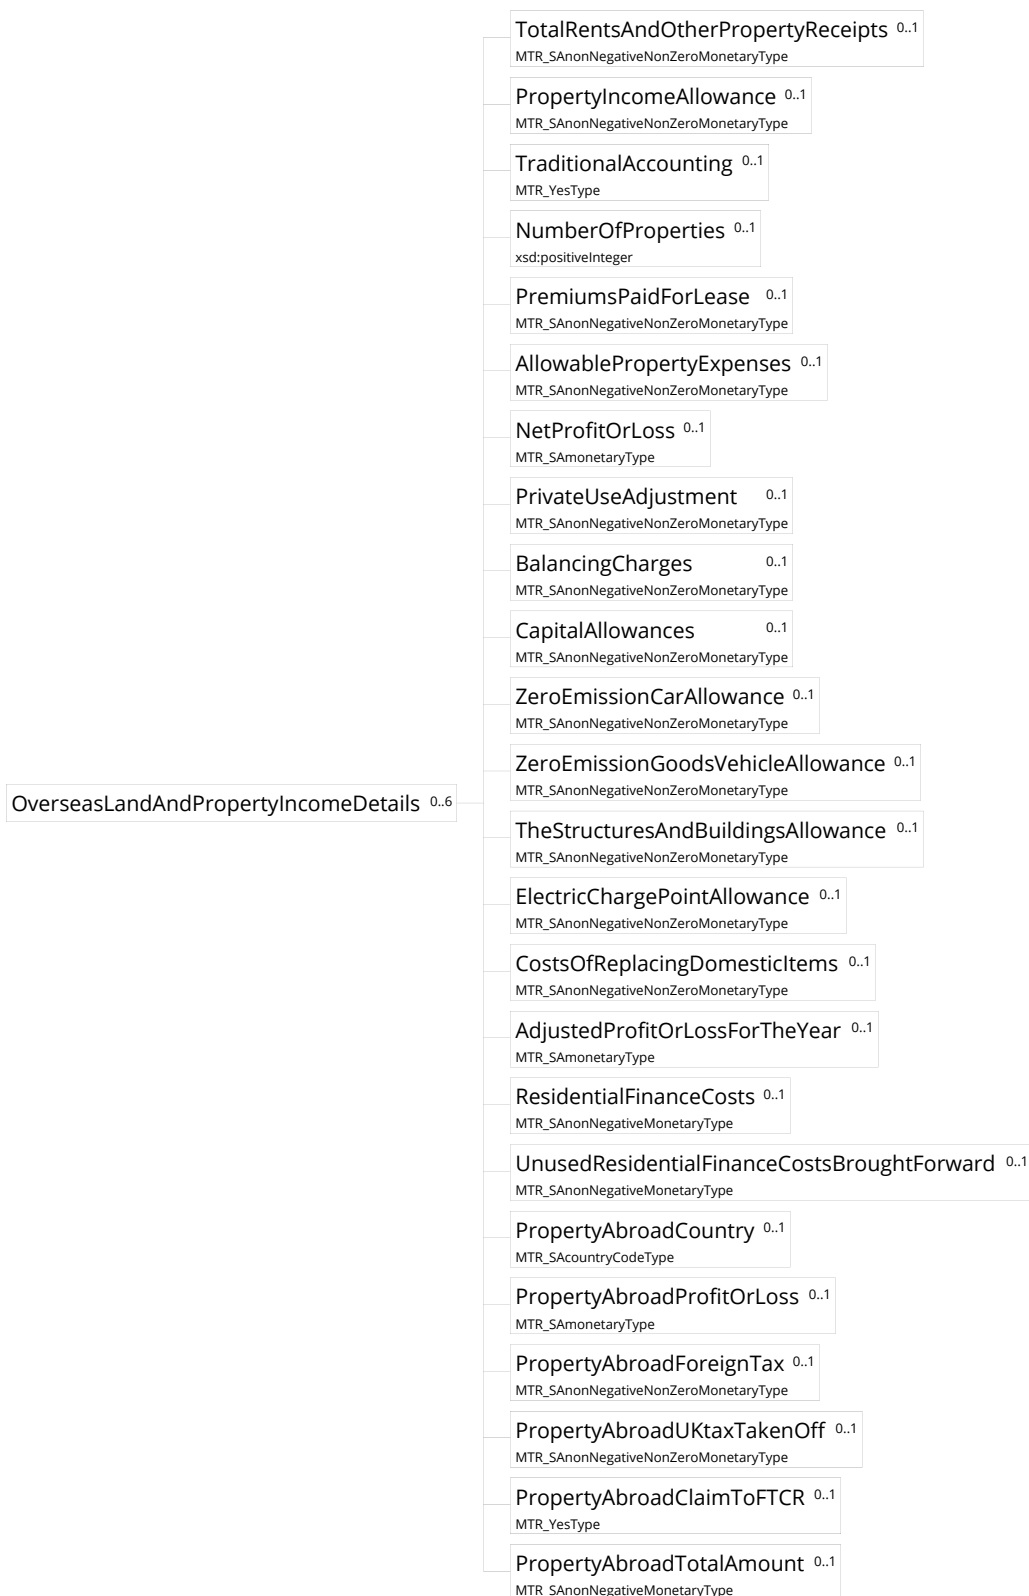 TotalRentsAndOtherPropertyReceipts 0..1
MTR_SAnonNegativeNonZeroMonetaryType
PropertyIncomeAllowance 0..1
MTR_SAnonNegativeNonZeroMonetaryType
TraditionalAccounting 0..1
MTR_YesType
NumberOfProperties 0..1
xsd:positiveInteger
PremiumsPaidForLease 0..1
MTR_SAnonNegativeNonZeroMonetaryType
AllowablePropertyExpenses 0..1
MTR_SAnonNegativeNonZeroMonetaryType
NetProfitOrLoss 0..1
MTR_SAmonetaryType
PrivateUseAdjustment 0..1
MTR_SAnonNegativeNonZeroMonetaryType
BalancingCharges 0..1
MTR_SAnonNegativeNonZeroMonetaryType
CapitalAllowances 0..1
MTR_SAnonNegativeNonZeroMonetaryType
ZeroEmissionCarAllowance 0..1
MTR_SAnonNegativeNonZeroMonetaryType
ZeroEmissionGoodsVehicleAllowance 0..1
MTR_SAnonNegativeNonZeroMonetaryType
OverseasLandAndPropertyIncomeDetails 0..6
TheStructuresAndBuildingsAllowance 0..1
MTR_SAnonNegativeNonZeroMonetaryType
ElectricChargePointAllowance 0..1
MTR_SAnonNegativeNonZeroMonetaryType
CostsOfReplacingDomesticItems 0..1
MTR_SAnonNegativeNonZeroMonetaryType
AdjustedProfitOrLossForTheYear 0..1
MTR_SAmonetaryType
ResidentialFinanceCosts 0..1
MTR_SAnonNegativeMonetaryType
UnusedResidentialFinanceCostsBroughtForward 0..1
MTR_SAnonNegativeMonetaryType
PropertyAbroadCountry 0..1
MTR_SAcountryCodeType
PropertyAbroadProfitOrLoss 0..1
MTR_SAmonetaryType
PropertyAbroadForeignTax 0..1
MTR_SAnonNegativeNonZeroMonetaryType
PropertyAbroadUKtaxTakenOff 0..1
MTR_SAnonNegativeNonZeroMonetaryType
PropertyAbroadClaimToFTCR 0..1
MTR_YesType
PropertyAbroadTotalAmount 0..1
MTR_SAnonNegativeMonetaryType